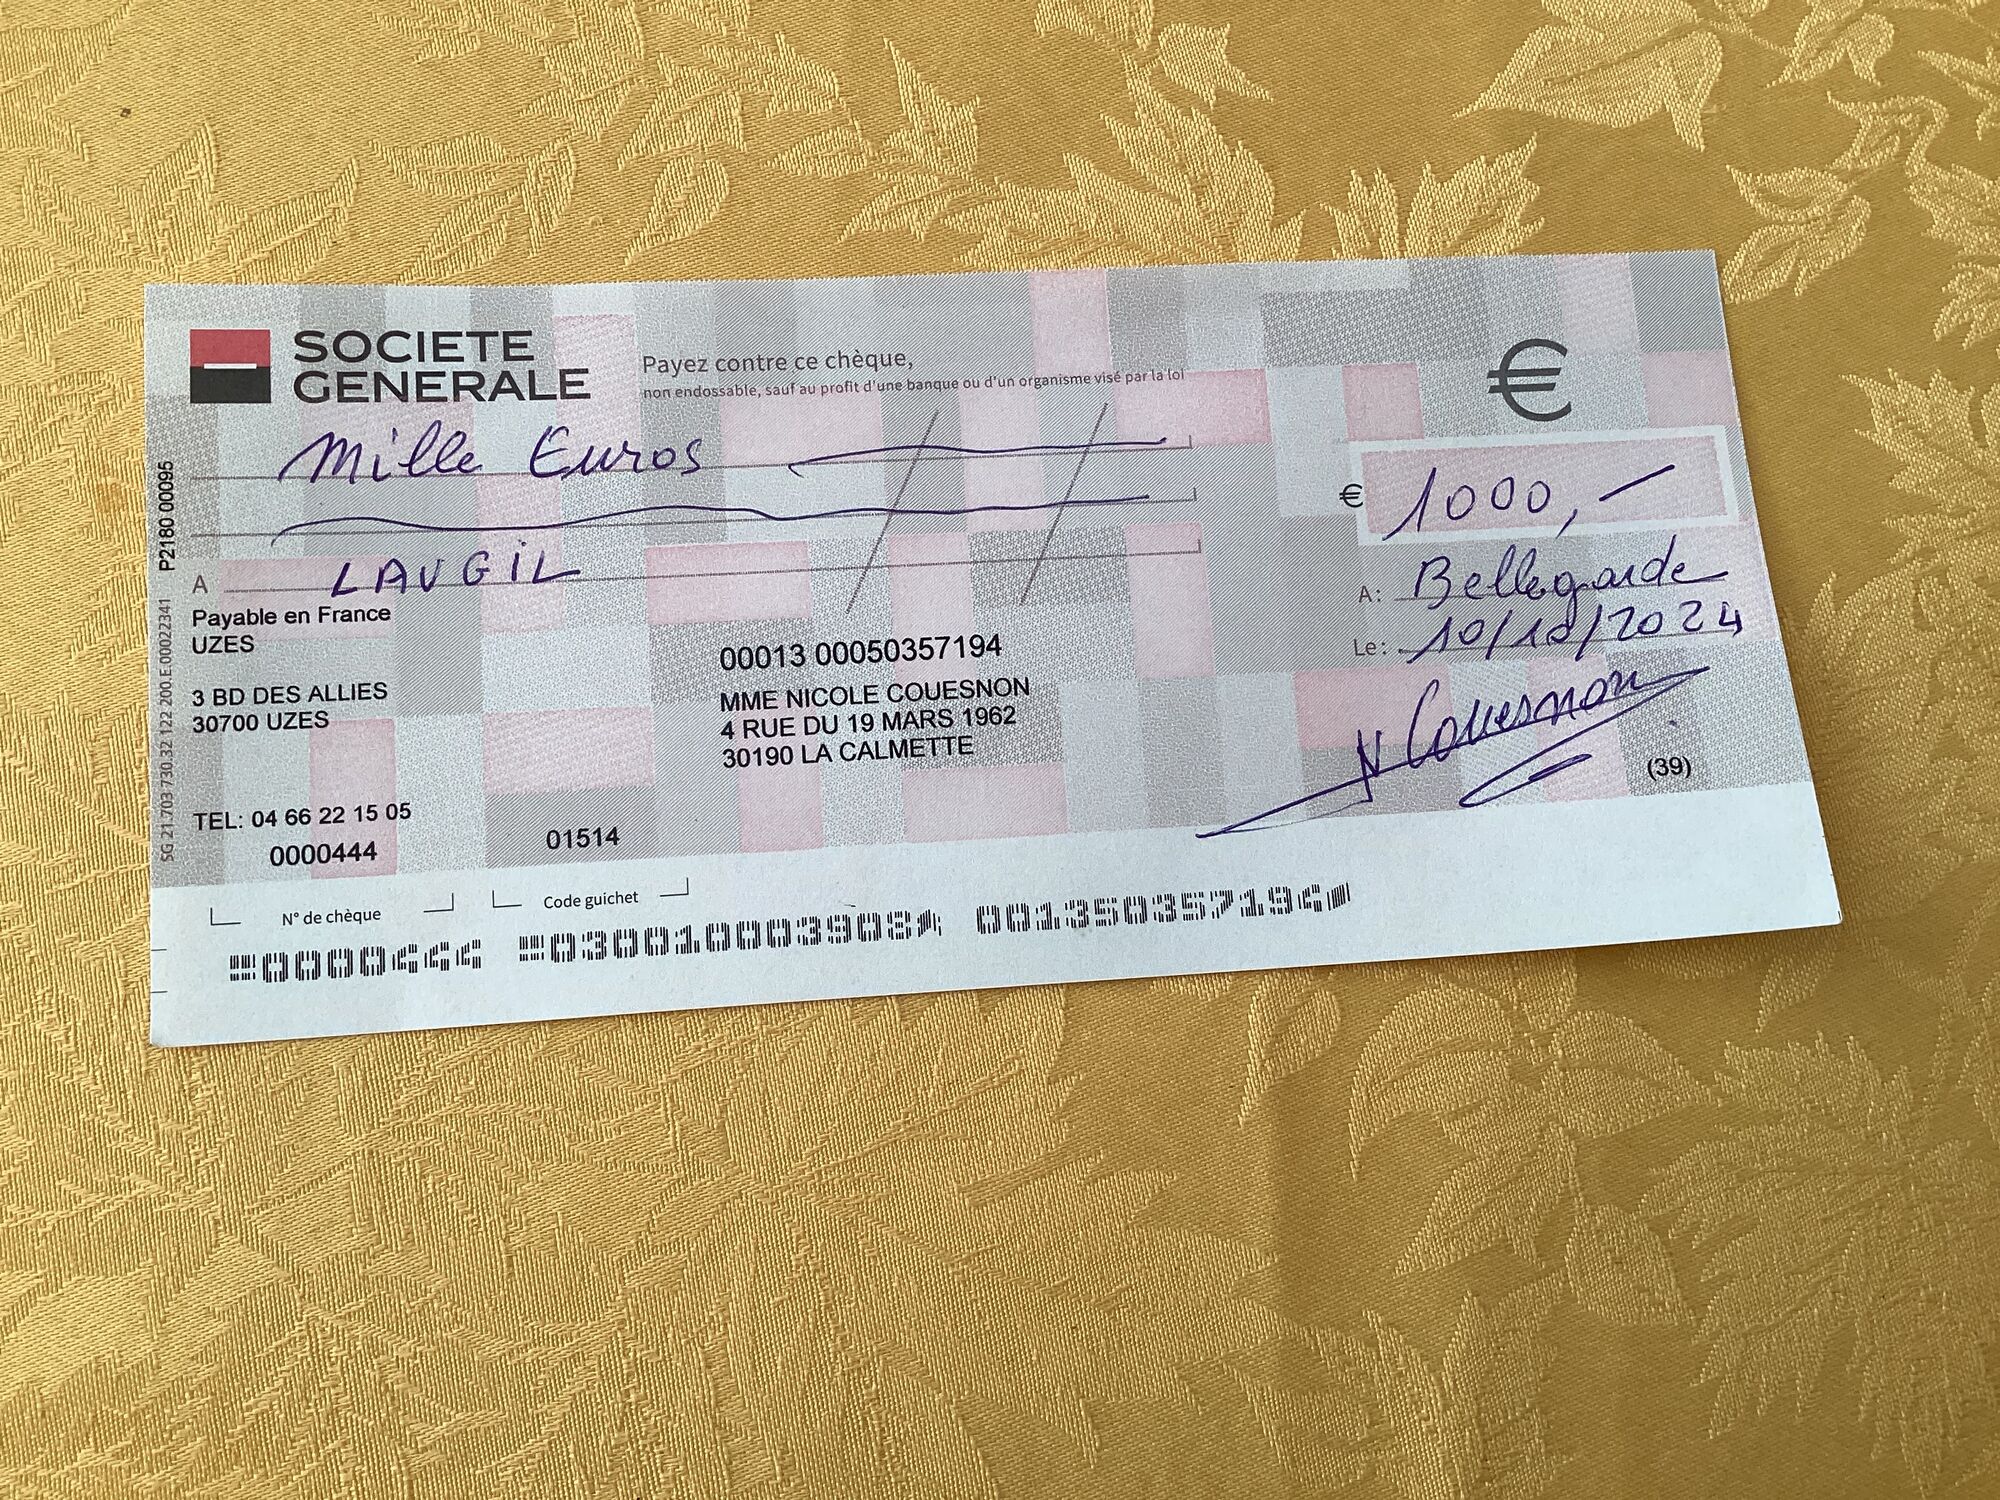 SOCIETE
GENERALE
Payez contre ce chèque,
non endossable, sauf au profit d'une banque ou d'un organisme visé par la loi
€
Mille Euros
€ 1000,-
A LAUGIL
A: Bellegarde
Le: 10/10/2024
Payable en France
UZES
3 BD DES ALLIES
30700 UZES
TEL: 04 66 22 15 05
00013 00050357194
MME NICOLE COUESNON
4 RUE DU 19 MARS 1962
30190 LA CALMETTE
N Couesnon
(39)
0000444
01514
N° de chèque
Code guichet
0000444 030010003908 001350357194
P2180 00095
SG 21.703 730.32 122 200.E.00022341